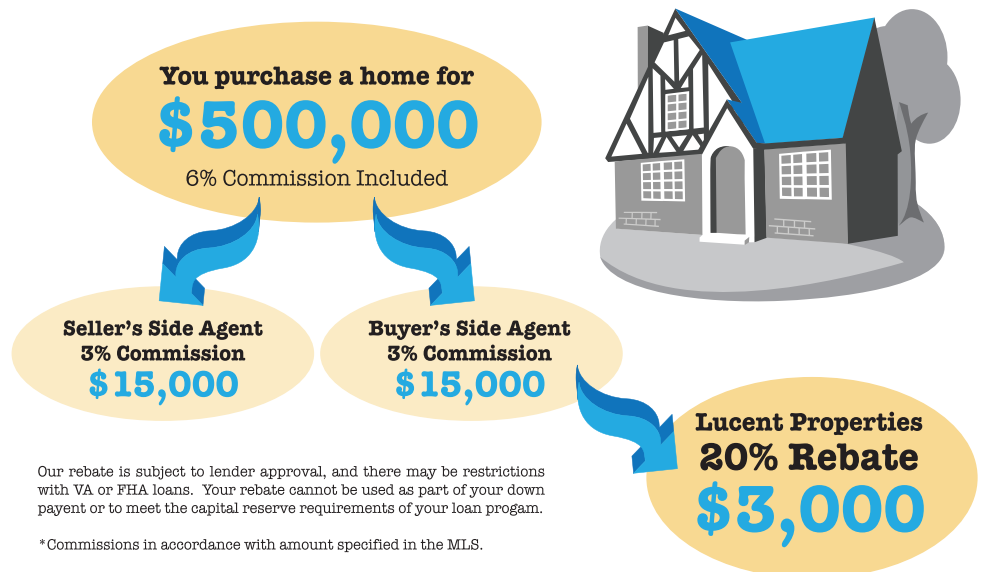 You purchase a home for
$500,000
6% Commission Included
Seller's Side Agent
3% Commission
$15,000
Buyer's Side Agent
3% Commission
$15,000
Lucent Properties
20% Rebate
$3,000
Our rebate is subject to lender approval, and there may be restrictions
with VA or FHA loans.  Your rebate cannot be used as part of your down
payent or to meet the capital reserve requirements of your loan progam.
*Commissions in accordance with amount specified in the MLS.